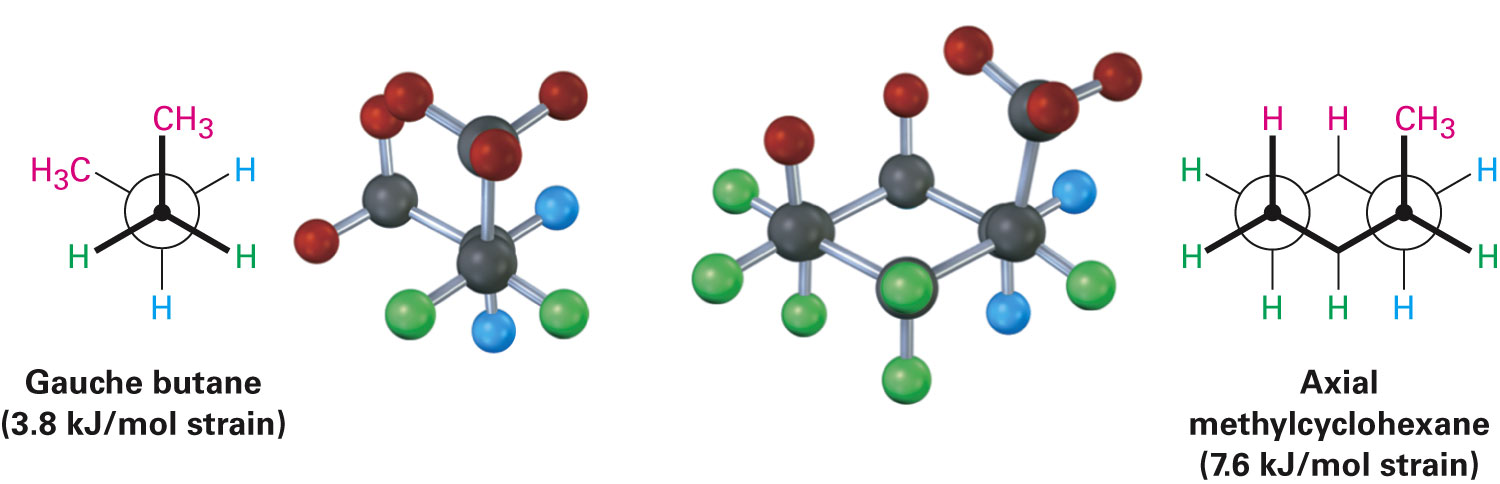 CH3
H3C
H
H
H
H
Gauche butane
(3.8 kJ/mol strain)
H
H
CH3
H
H
H
H
H
H
H
Axial
methylcyclohexane
(7.6 kJ/mol strain)